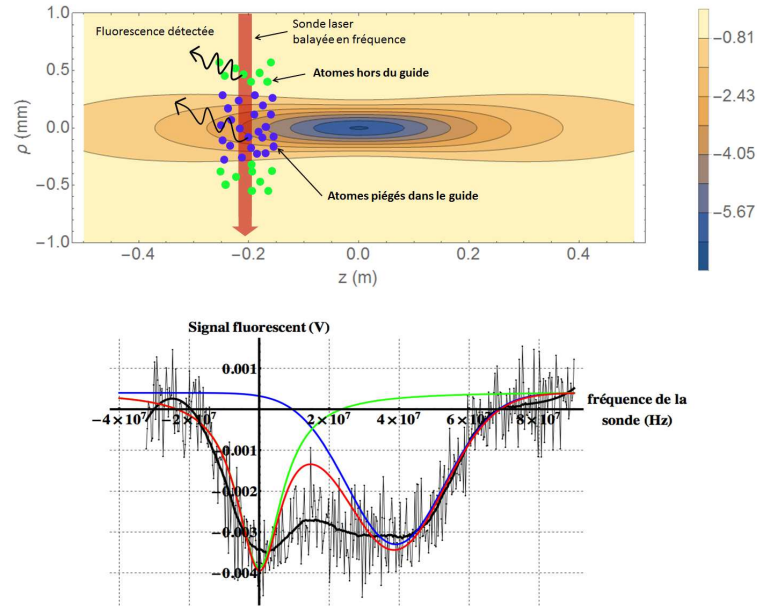 Fluorescence détectée
Sonde laser
balayée en fréquence
Atomes hors du guide
Atomes piégés dans le guide
1.0
0.5
0.0
−0.5
−1.0
ρ (mm)
−0.4
−0.2
0.0
0.2
0.4
z (m)
−0.81
−2.43
−4.05
−5.67
Signal fluorescent (V)
0.001
−0.001
−0.002
−0.003
−0.004
−4×10⁷
−2×10⁷
2×10⁷
4×10⁷
6×10⁷
8×10⁷
fréquence de la
sonde (Hz)